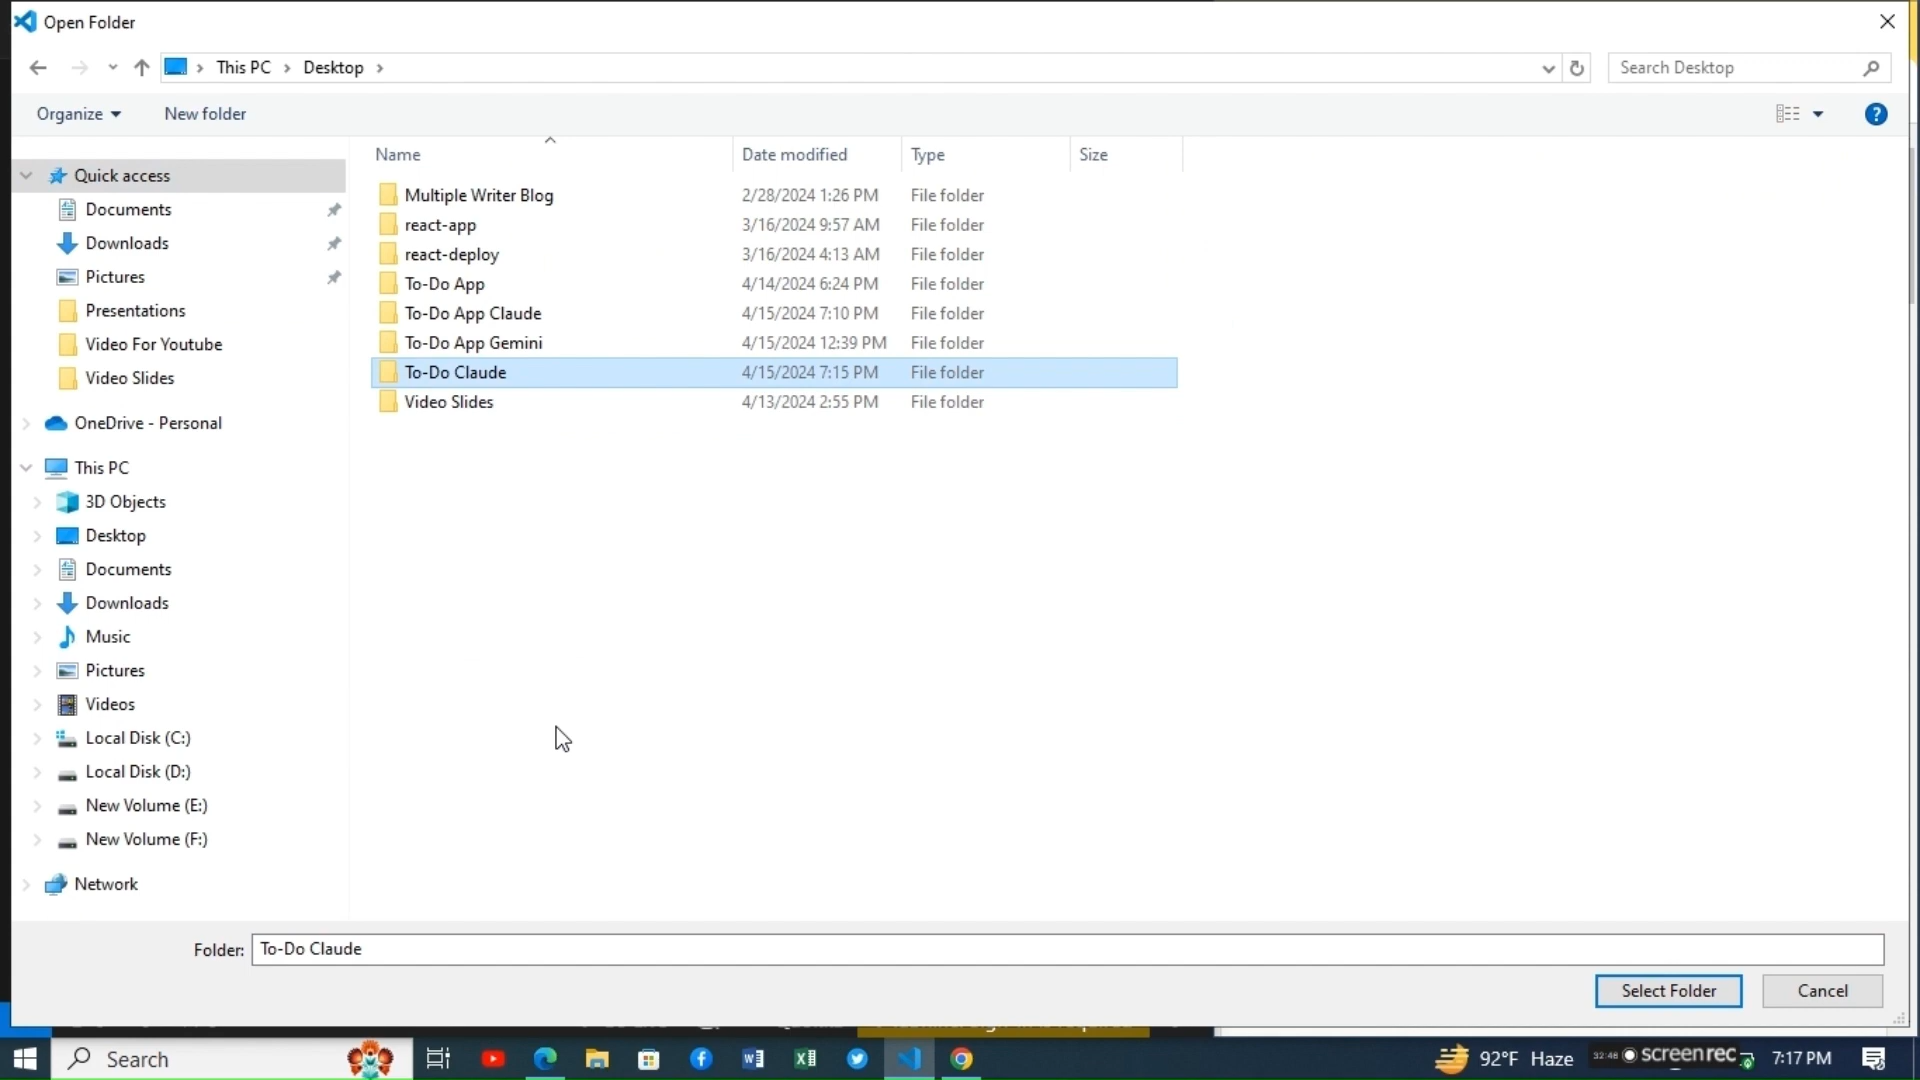 Open Folder
This PC
Desktop
Search Desktop
Organize
New folder
Name
Date modified
Type
Size
Quick access
Documents
Downloads
Pictures
Presentations
Video For Youtube
Video Slides
OneDrive - Personal
This PC
3D Objects
Desktop
Documents
Downloads
Music
Pictures
Videos
Local Disk (C:)
Local Disk (D:)
New Volume (E:)
New Volume (F:)
Network
Multiple Writer Blog 2/28/2024 1:26 PM File folder
react-app 3/16/2024 9:57 AM File folder
react-deploy 3/16/2024 4:13 AM File folder
To-Do App 4/14/2024 6:24 PM File folder
To-Do App Claude 4/15/2024 7:10 PM File folder
To-Do App Gemini 4/15/2024 12:39 PM File folder
To-Do Claude 4/15/2024 7:15 PM File folder
Video Slides 4/13/2024 2:55 PM File folder
Folder: To-Do Claude
Select Folder
Cancel
Search
92°F Haze
32:48
screenrec
7:17 PM